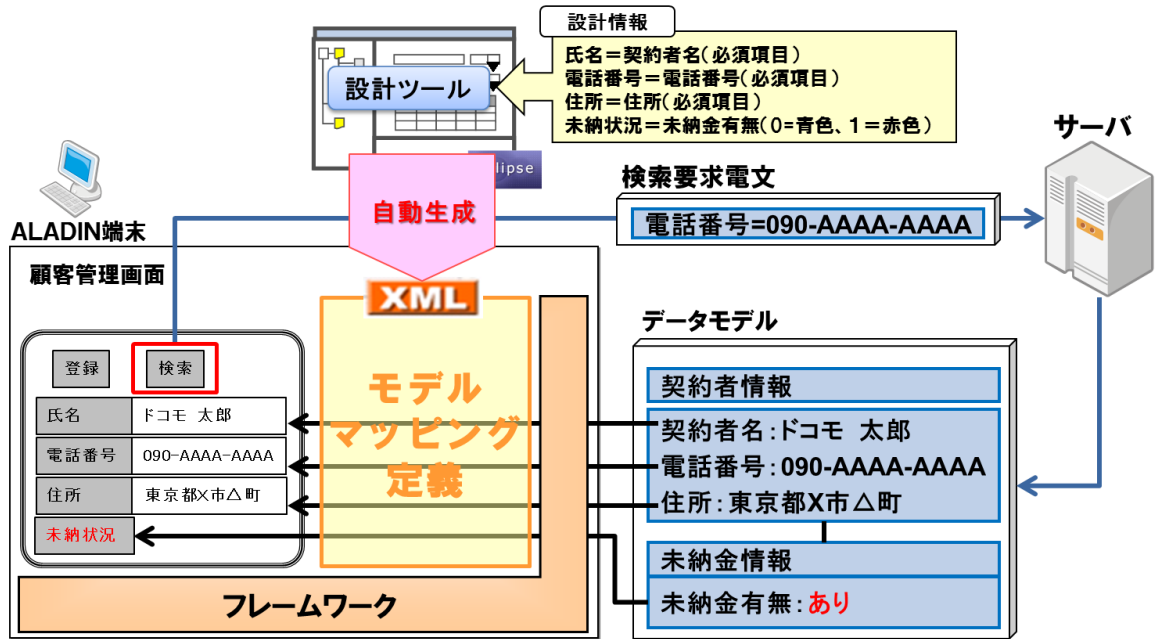 設計情報
氏名＝契約者名(必須項目)
電話番号＝電話番号(必須項目)
住所＝住所(必須項目)
未納状況＝未納金有無(0=青色、1＝赤色)
設計ツール
lipse
自動生成
サーバ
検索要求電文
電話番号=090-AAAA-AAAA
ALADIN端末
顧客管理画面
XML
モデル
マッピング
定義
登録
検索
氏名 ドコモ 太郎
電話番号 090-AAAA-AAAA
住所 東京都X市△町
未納状況
フレームワーク
データモデル
契約者情報
契約者名:ドコモ 太郎
電話番号:090-AAAA-AAAA
住所:東京都X市△町
未納金情報
未納金有無:あり